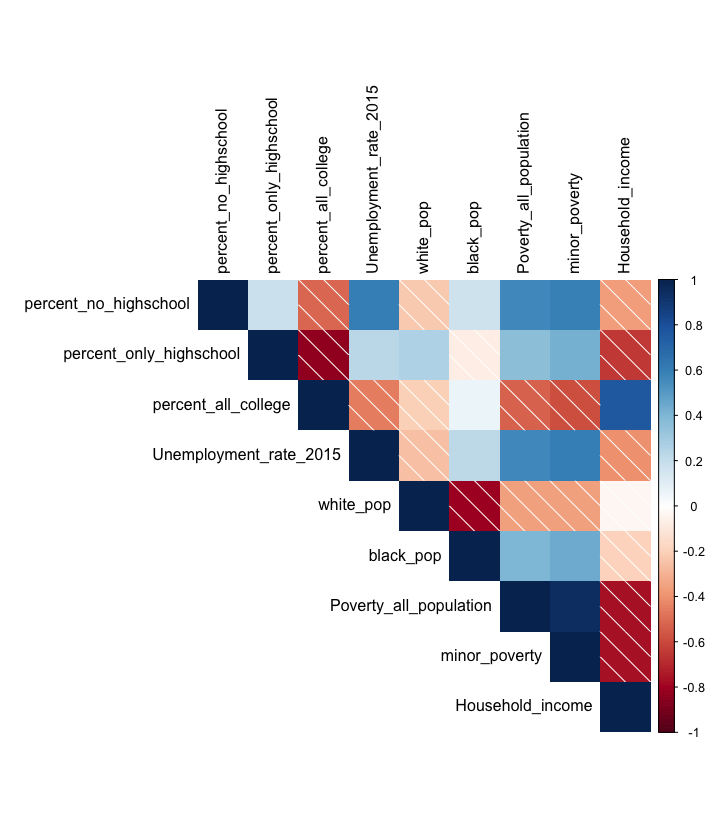 percent_no_highschool
percent_only_highschool
percent_all_college
Unemployment_rate_2015
white_pop
black_pop
Poverty_all_population
minor_poverty
Household_income
percent_no_highschool
percent_only_highschool
percent_all_college
Unemployment_rate_2015
white_pop
black_pop
Poverty_all_population
minor_poverty
Household_income
1
0.8
0.6
0.4
0.2
0
-0.2
-0.4
-0.6
-0.8
-1